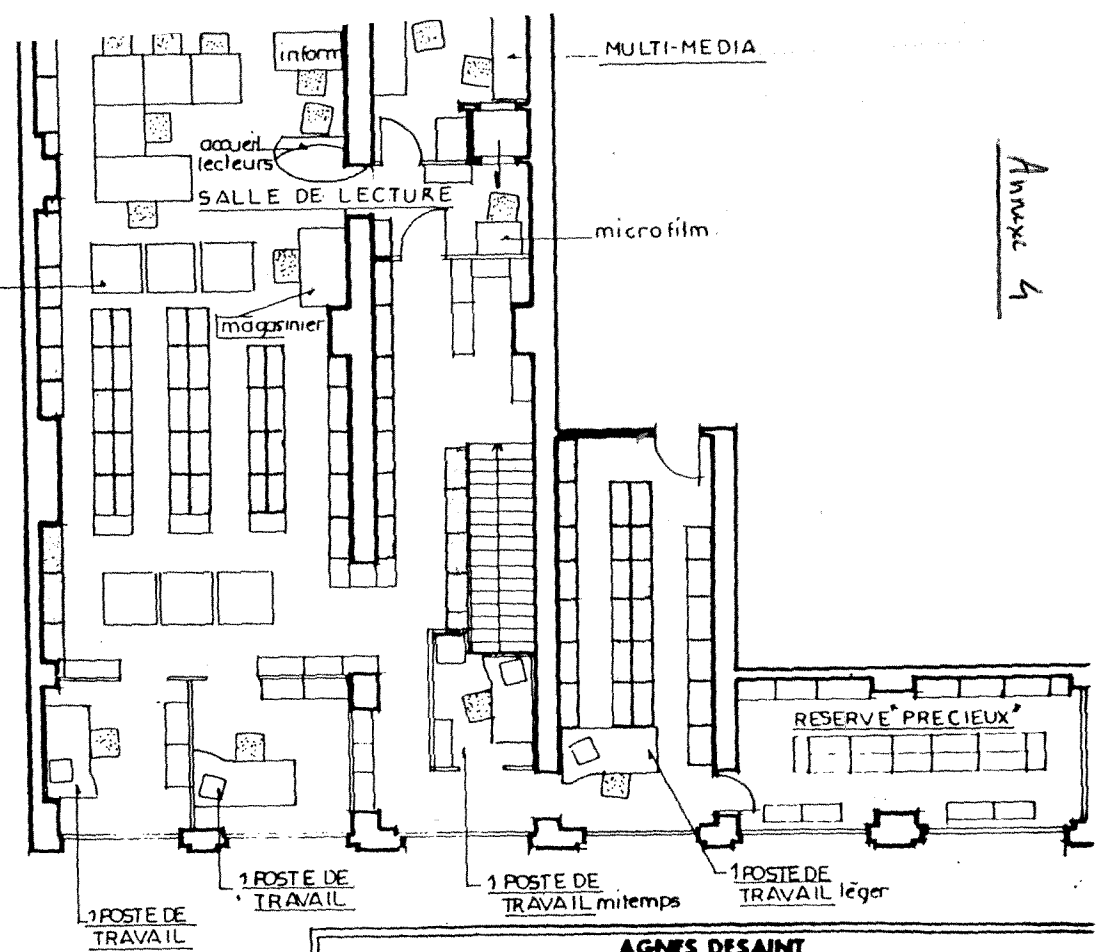 inform
MULTI-MEDIA
accueil
lecteurs
SALLE DE LECTURE
microfilm
Annexe 4
magasinier
RESERVE "PRECIEUX"
1 POSTE DE
TRAVAIL
1 POSTE DE
TRAVAIL
1 POSTE DE
TRAVAIL mitemps
1 POSTE DE
TRAVAIL léger
AGNES DESAINT